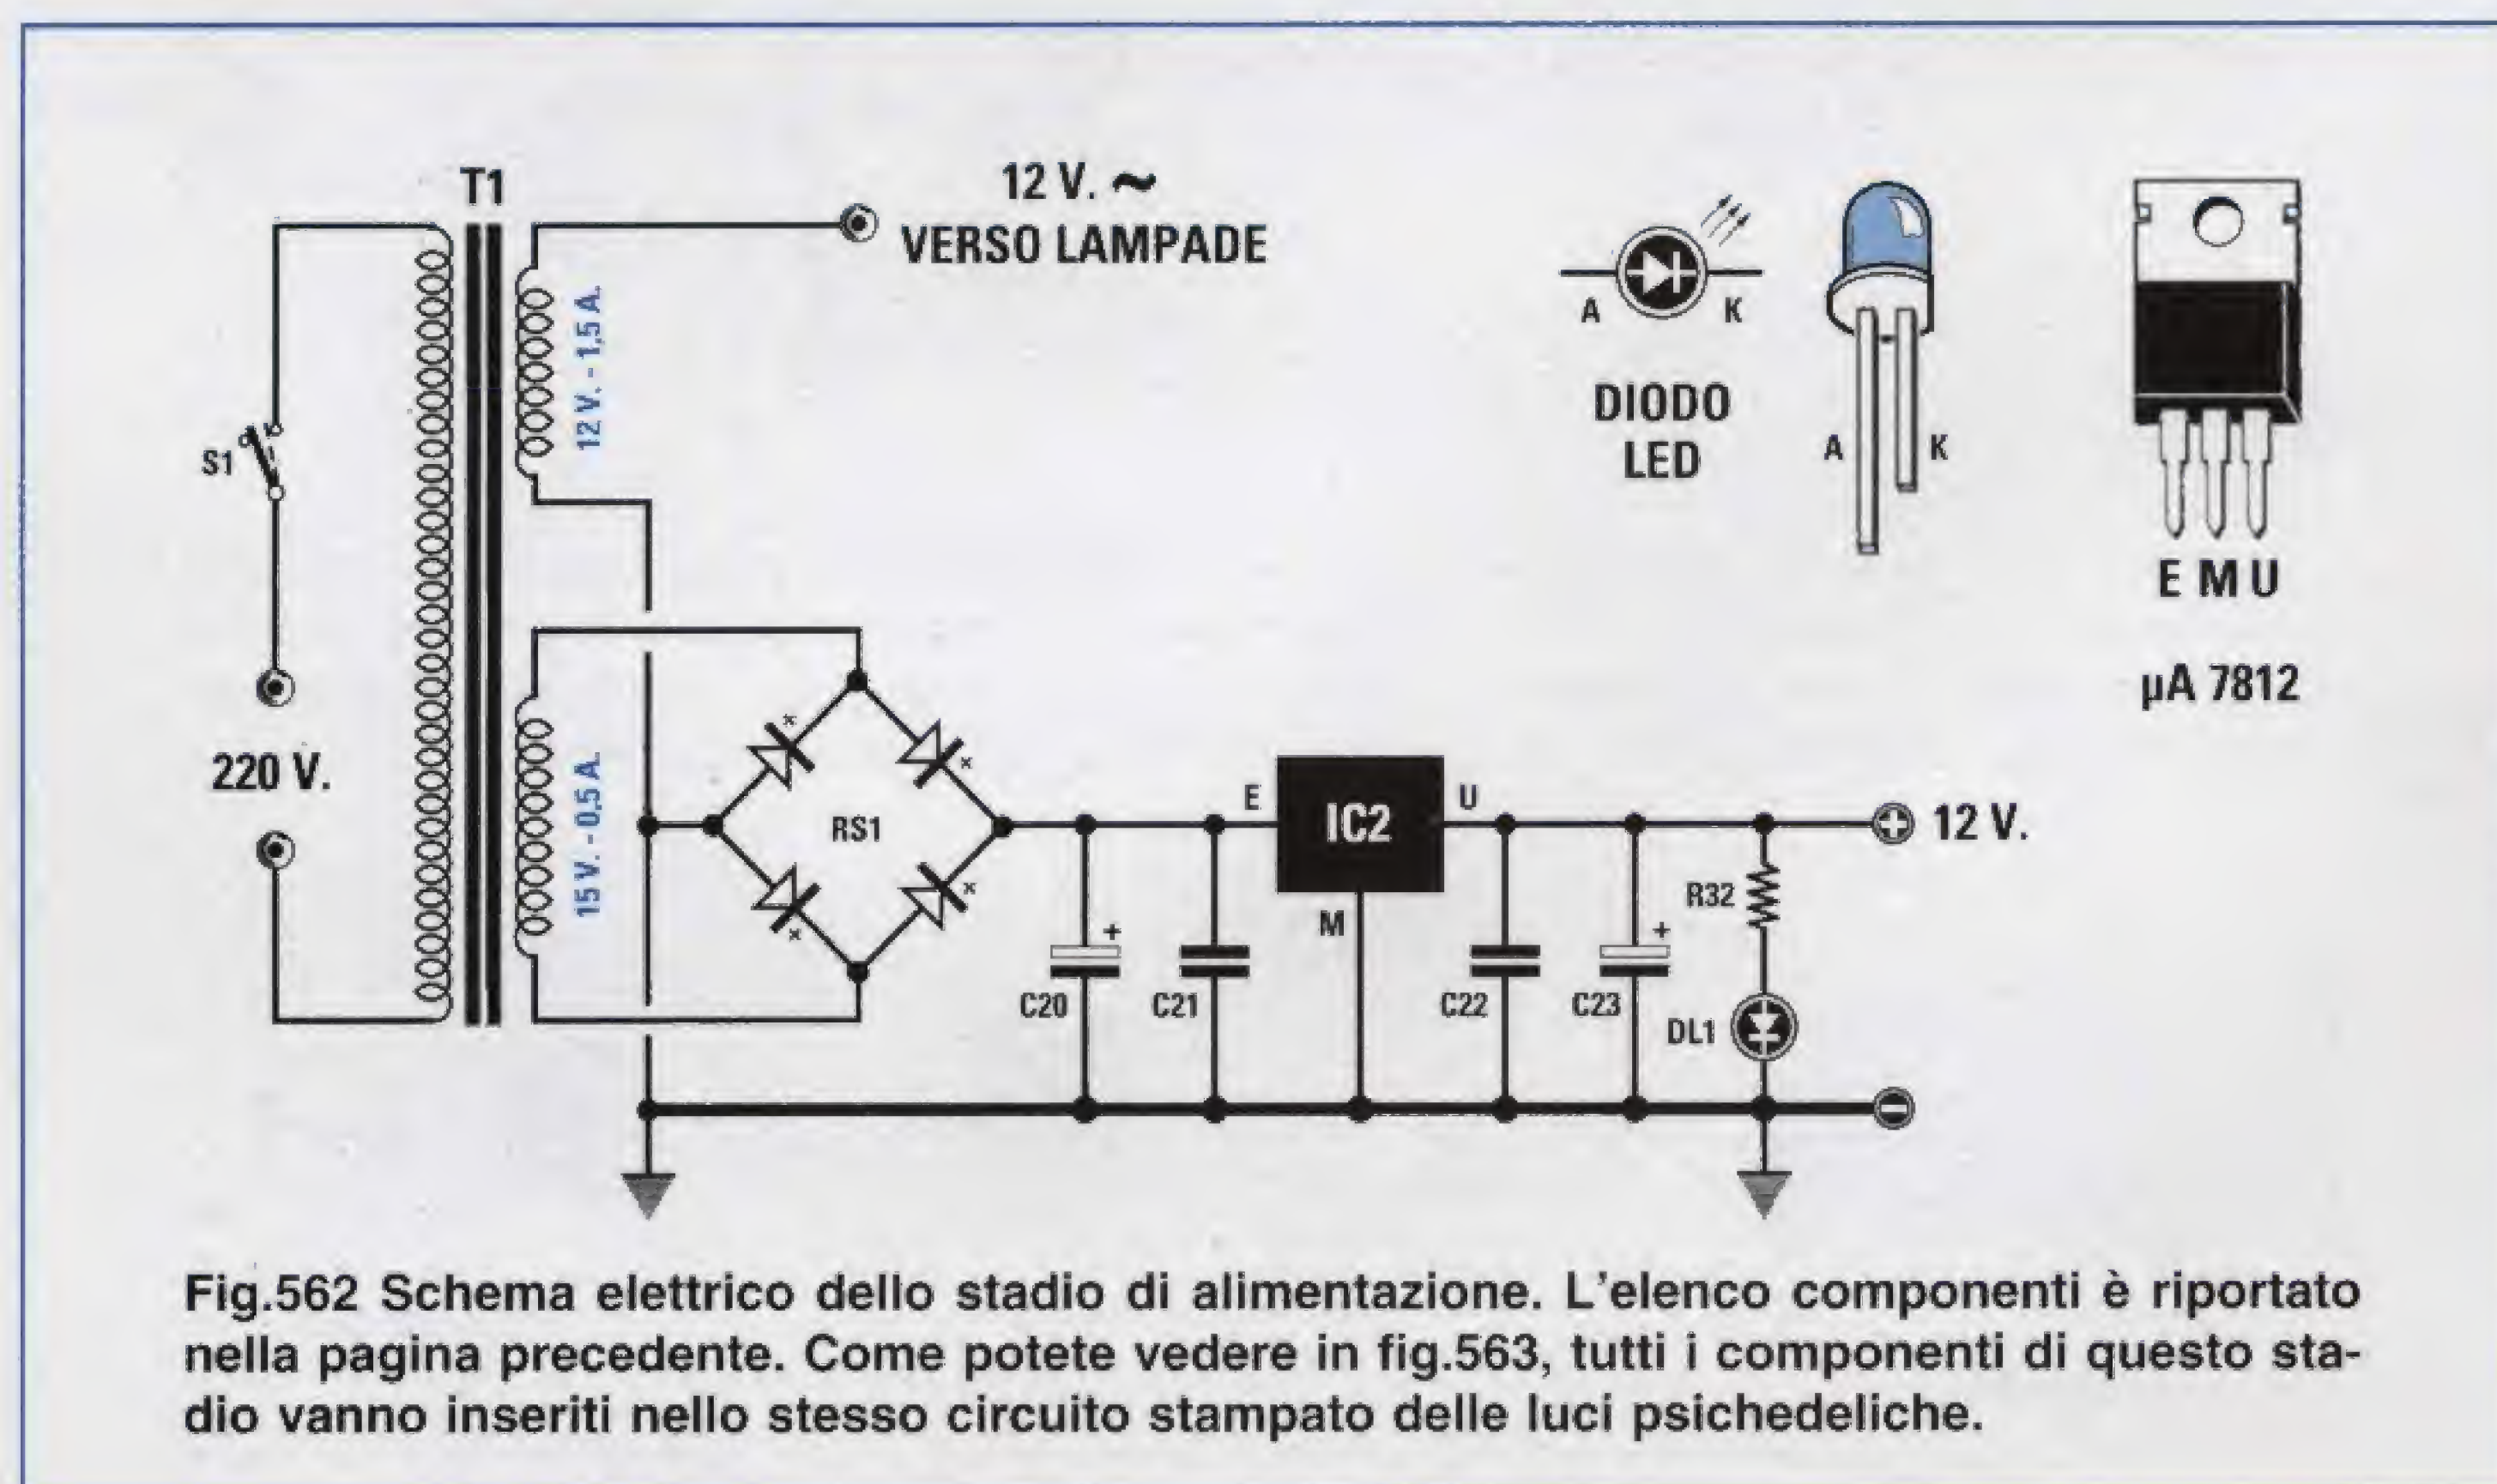 T1
12 V. ~
VERSO LAMPADE
12 V. - 1,5 A.
S1
220 V.
15 V. - 0,5 A.
RS1
E
IC2
U
M
12 V.
+
C20
C21
C22
+
C23
R32
DL1
A
K
DIODO
LED
A
K
E M U
µA 7812
Fig.562 Schema elettrico dello stadio di alimentazione. L'elenco componenti è riportato
nella pagina precedente. Come potete vedere in fig.563, tutti i componenti di questo sta-
dio vanno inseriti nello stesso circuito stampato delle luci psichedeliche.